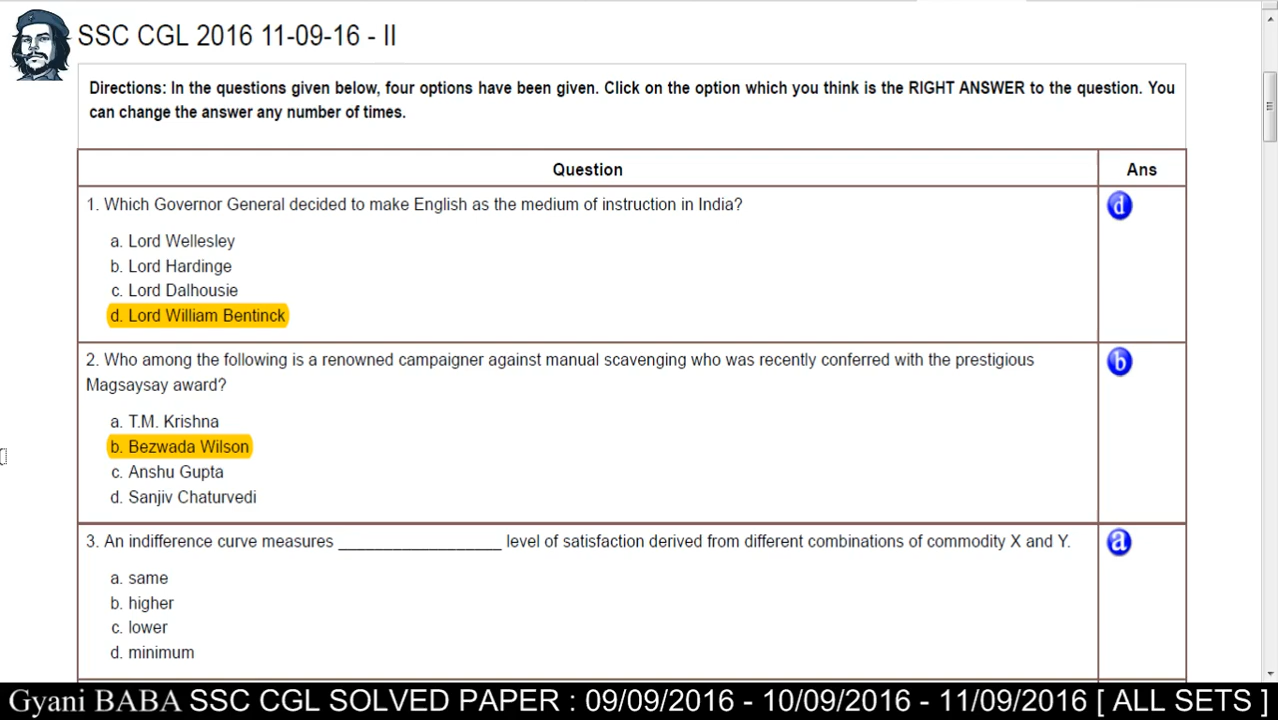 SSC CGL 2016 11-09-16 - II
Directions: In the questions given below, four options have been given. Click on the option which you think is the RIGHT ANSWER to the question. You
can change the answer any number of times.
Question Ans
1. Which Governor General decided to make English as the medium of instruction in India? d
a. Lord Wellesley
b. Lord Hardinge
c. Lord Dalhousie
d. Lord William Bentinck
2. Who among the following is a renowned campaigner against manual scavenging who was recently conferred with the prestigious b
Magsaysay award?
a. T.M. Krishna
b. Bezwada Wilson
c. Anshu Gupta
d. Sanjiv Chaturvedi
3. An indifference curve measures __________________ level of satisfaction derived from different combinations of commodity X and Y. a
a. same
b. higher
c. lower
d. minimum
Gyani BABA SSC CGL SOLVED PAPER : 09/09/2016 - 10/09/2016 - 11/09/2016 [ ALL SETS ]